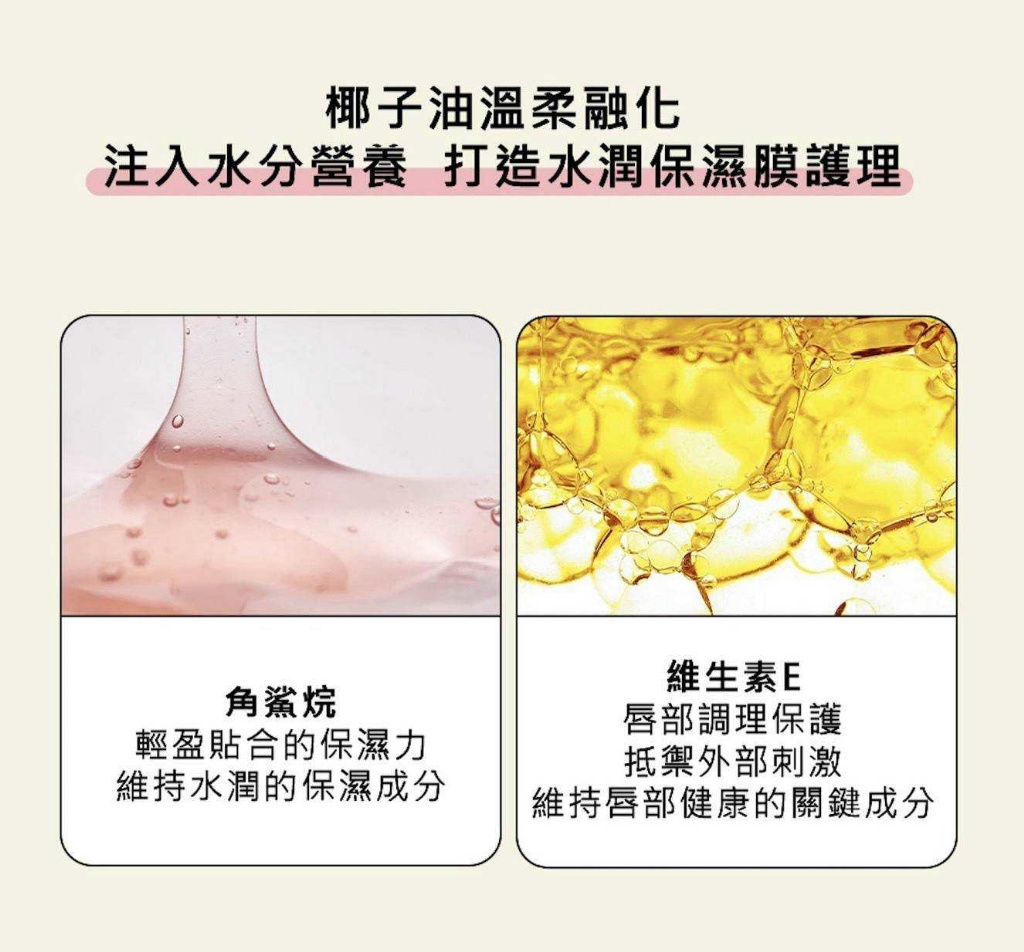 椰子油溫柔融化
注入水分營養 打造水潤保濕膜護理
角鯊烷
輕盈貼合的保濕力
維持水潤的保濕成分
維生素E
唇部調理保護
抵禦外部刺激
維持唇部健康的關鍵成分